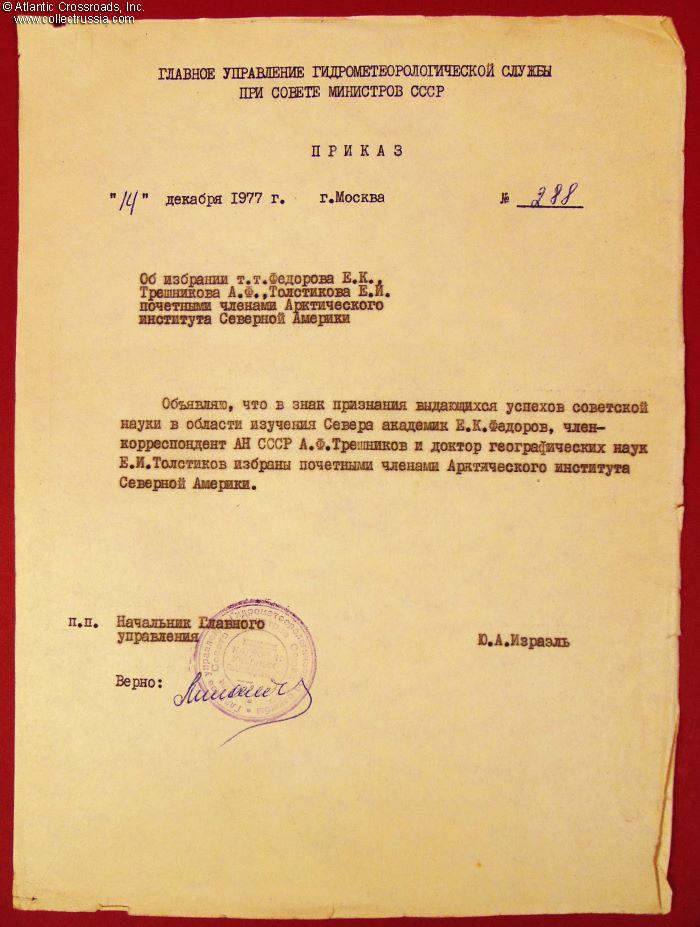 © Atlantic Crossroads, Inc.
www.collectrussia.com
ГЛАВНОЕ УПРАВЛЕНИЕ ГИДРОМЕТЕОРОЛОГИЧЕСКОЙ СЛУЖБЫ
ПРИ СОВЕТЕ МИНИСТРОВ СССР
П Р И К А З
"14" декабря 1977 г. г.Москва № 288
Об избрании т.т.Федорова Е.К.,
Трешникова А.Ф.,Толстикова Е.И.
почетными членами Арктического
института Северной Америки
Объявляю, что в знак признания выдающихся успехов советской
науки в области изучения Севера академик Е.К.Федоров, член-
корреспондент АН СССР А.Ф.Трешников и доктор географических наук
Е.И.Толстиков избраны почетными членами Арктического института
Северной Америки.
п.п. Начальник Главного
управления
Ю.А.Израэль
Верно: